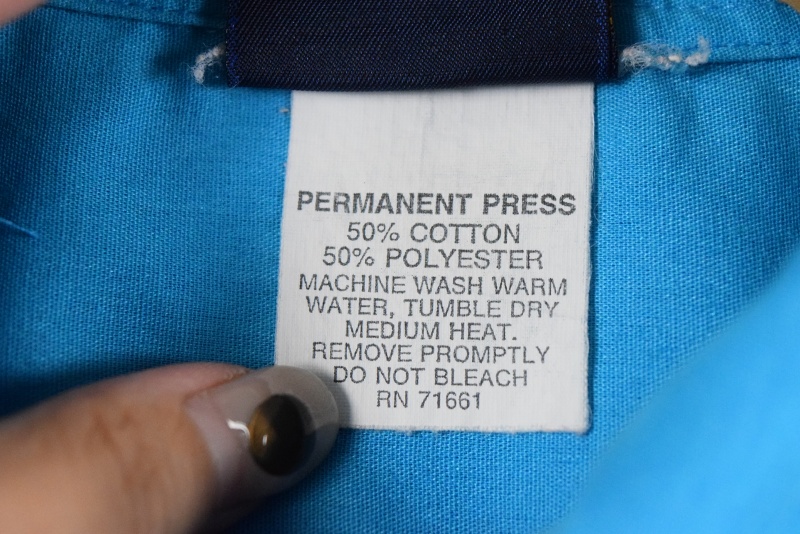 PERMANENT PRESS
50% COTTON
50% POLYESTER
MACHINE WASH WARM
WATER, TUMBLE DRY
MEDIUM HEAT.
REMOVE PROMPTLY
DO NOT BLEACH
RN 71661